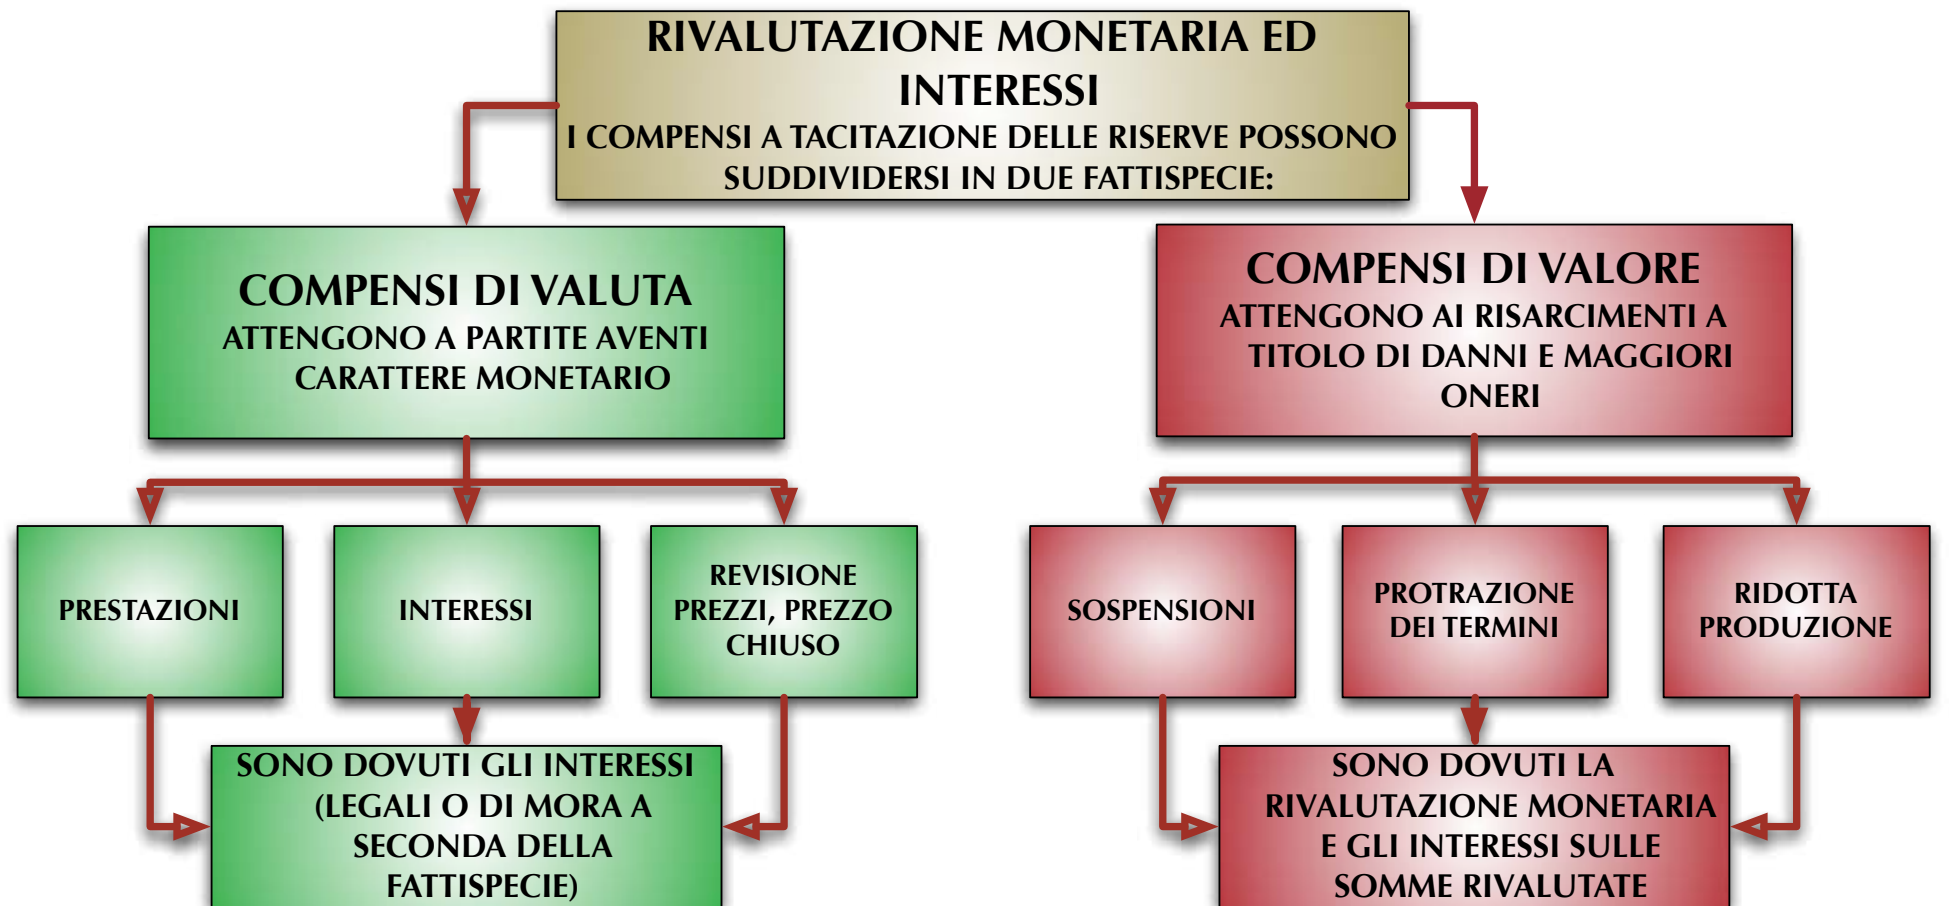 RIVALUTAZIONE MONETARIA ED
INTERESSI
I COMPENSI A TACITAZIONE DELLE RISERVE POSSONO
SUDDIVIDERSI IN DUE FATTISPECIE:
COMPENSI DI VALUTA
ATTENGONO A PARTITE AVENTI
CARATTERE MONETARIO
COMPENSI DI VALORE
ATTENGONO AI RISARCIMENTI A
TITOLO DI DANNI E MAGGIORI
ONERI
PRESTAZIONI
INTERESSI
REVISIONE
PREZZI, PREZZO
CHIUSO
SOSPENSIONI
PROTRAZIONE
DEI TERMINI
RIDOTTA
PRODUZIONE
SONO DOVUTI GLI INTERESSI
(LEGALI O DI MORA A
SECONDA DELLA
FATTISPECIE)
SONO DOVUTI LA
RIVALUTAZIONE MONETARIA
E GLI INTERESSI SULLE
SOMME RIVALUTATE